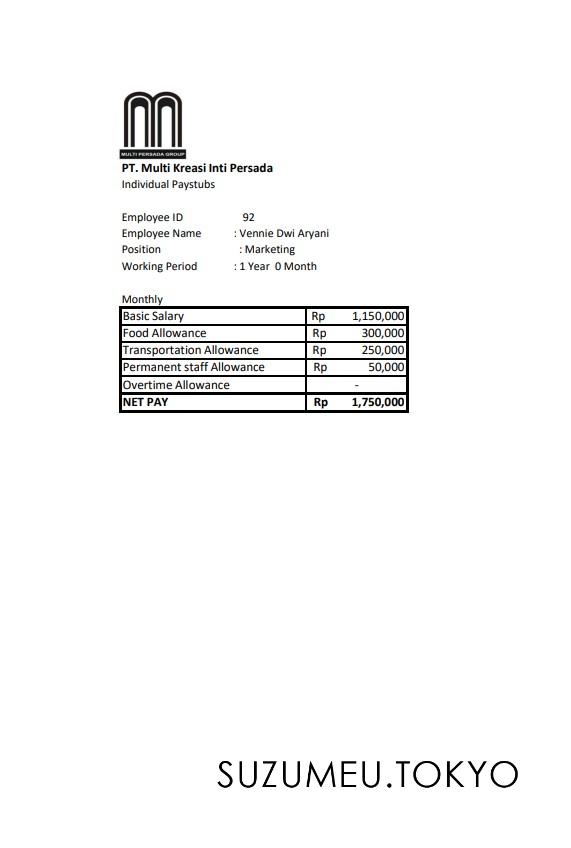 MULTI PERSADA GROUP
PT. Multi Kreasi Inti Persada
Individual Paystubs
Employee ID 92
Employee Name : Vennie Dwi Aryani
Position : Marketing
Working Period : 1 Year 0 Month
Monthly
Basic Salary Rp 1,150,000
Food Allowance Rp 300,000
Transportation Allowance Rp 250,000
Permanent staff Allowance Rp 50,000
Overtime Allowance -
NET PAY Rp 1,750,000
SUZUMEU.TOKYO